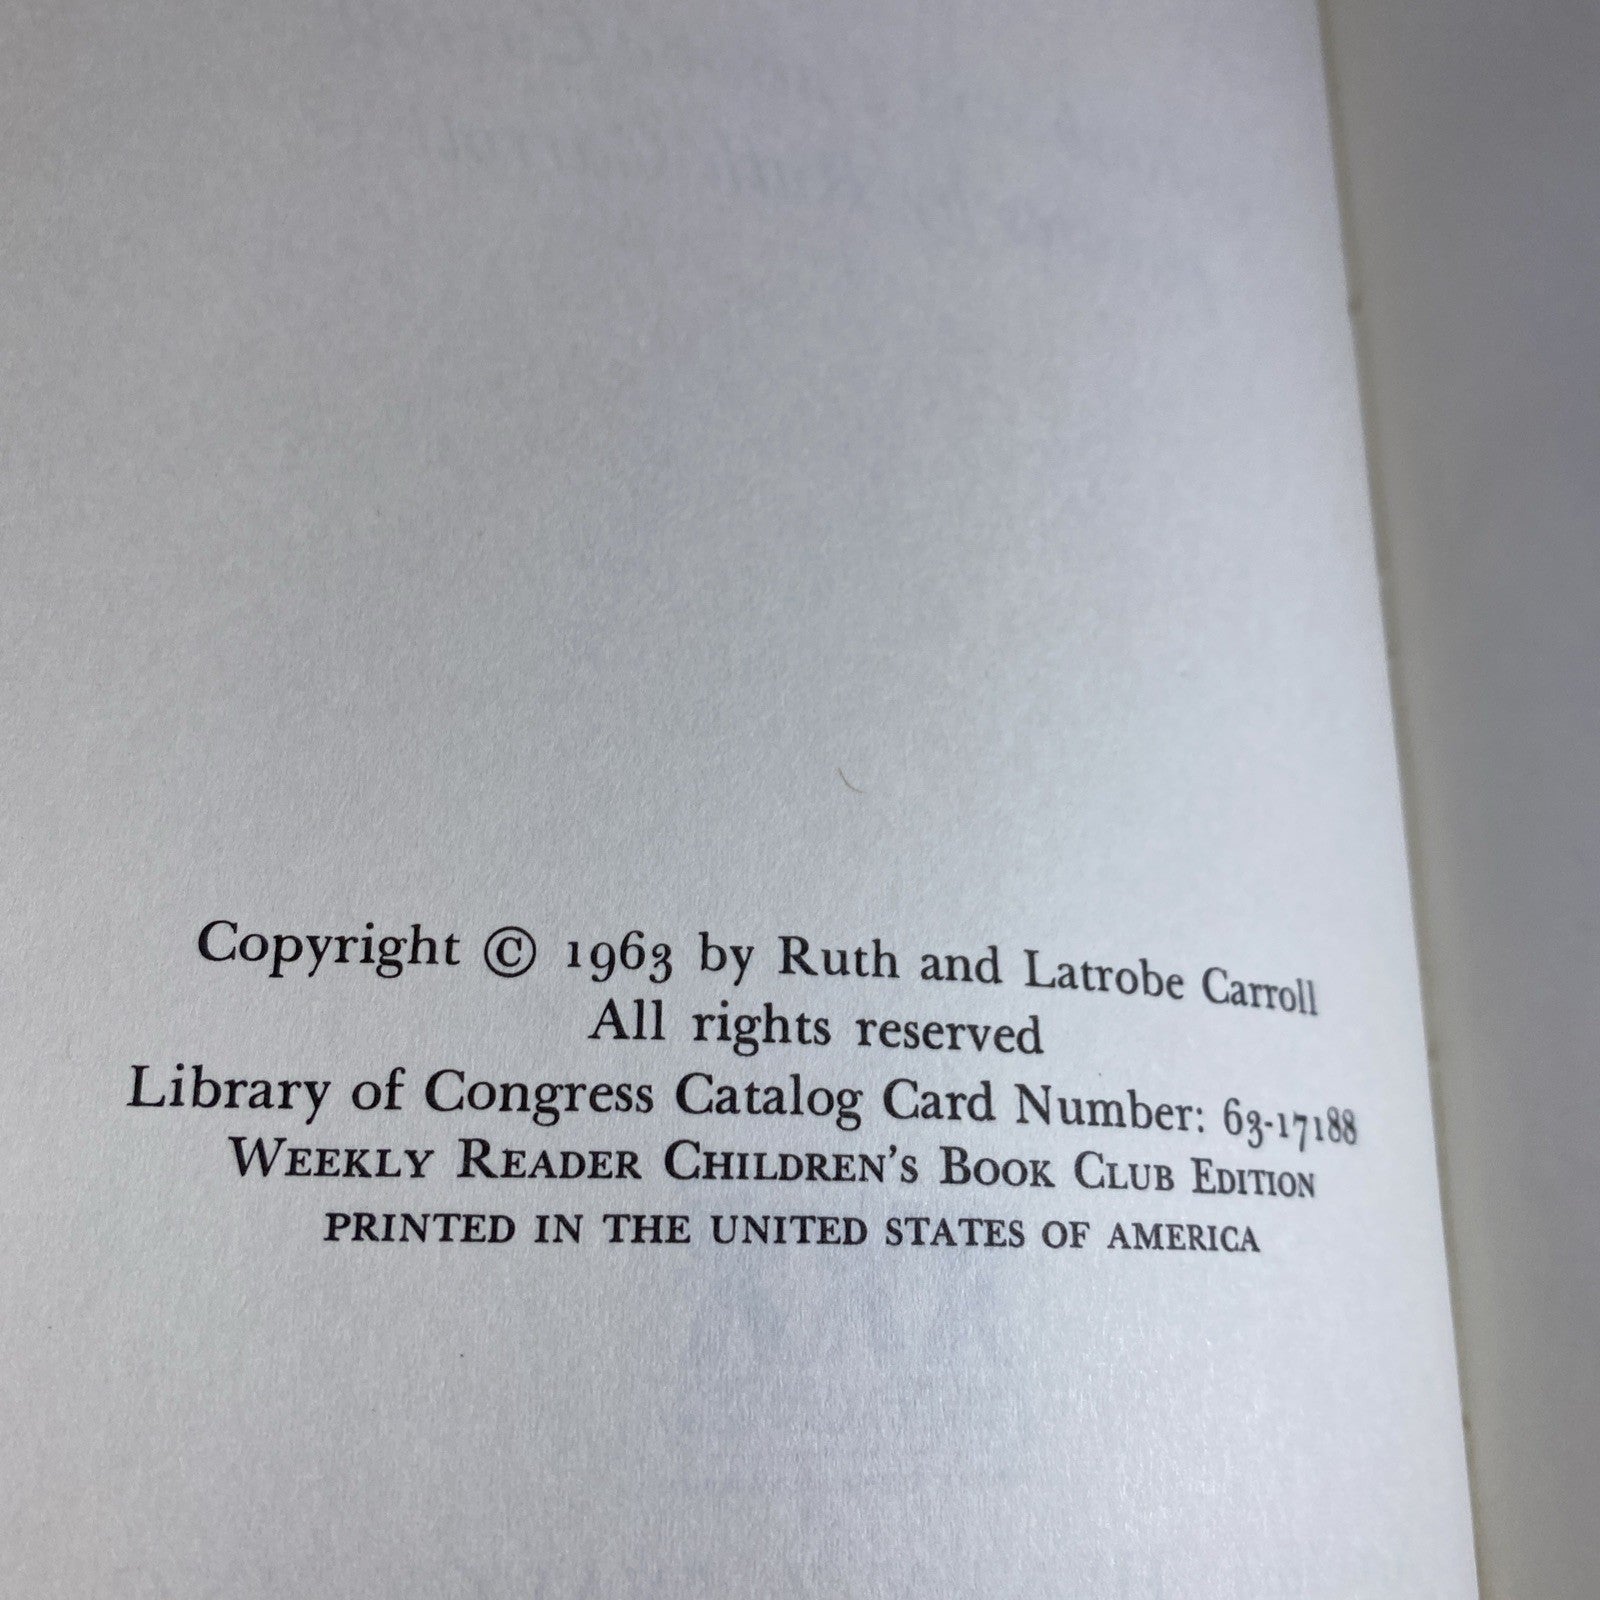 Copyright © 1963 by Ruth and Latrobe Carroll
All rights reserved
Library of Congress Catalog Card Number: 63-17188
WEEKLY READER CHILDREN'S BOOK CLUB EDITION
PRINTED IN THE UNITED STATES OF AMERICA